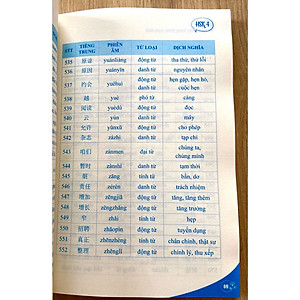 HSK 4
STT TIẾNG TRUNG PHIÊN ÂM TỪ LOẠI DỊCH NGHĨA
535 原谅 yuánliàng động từ tha thứ, thứ lỗi
536 原因 yuányīn danh từ nguyên nhân
537 约会 yuēhuì động từ danh từ hẹn gặp, hẹn hò, cuộc hẹn
538 越 yuè phó từ càng
539 阅读 yuèdú động từ đọc
540 云 yún danh từ mây
541 允许 yǔnxǔ động từ cho phép
542 杂志 zázhì danh từ tạp chí
543 咱们 zánmen đại từ chúng ta, chúng mình
544 暂时 zànshí danh từ tạm thời
545 脏 zāng tính từ bẩn, dơ
546 责任 zérèn danh từ trách nhiệm
547 增加 zēngjiā động từ tăng, tăng thêm
548 增长 zēngzhǎng động từ tăng trưởng
549 窄 zhǎi tính từ hẹp
550 招聘 zhāopìn động từ tuyển dụng
551 真正 zhēnzhèng tính từ chân chính, thật sự
552 整理 zhěnglǐ động từ chỉnh lý, thu xếp